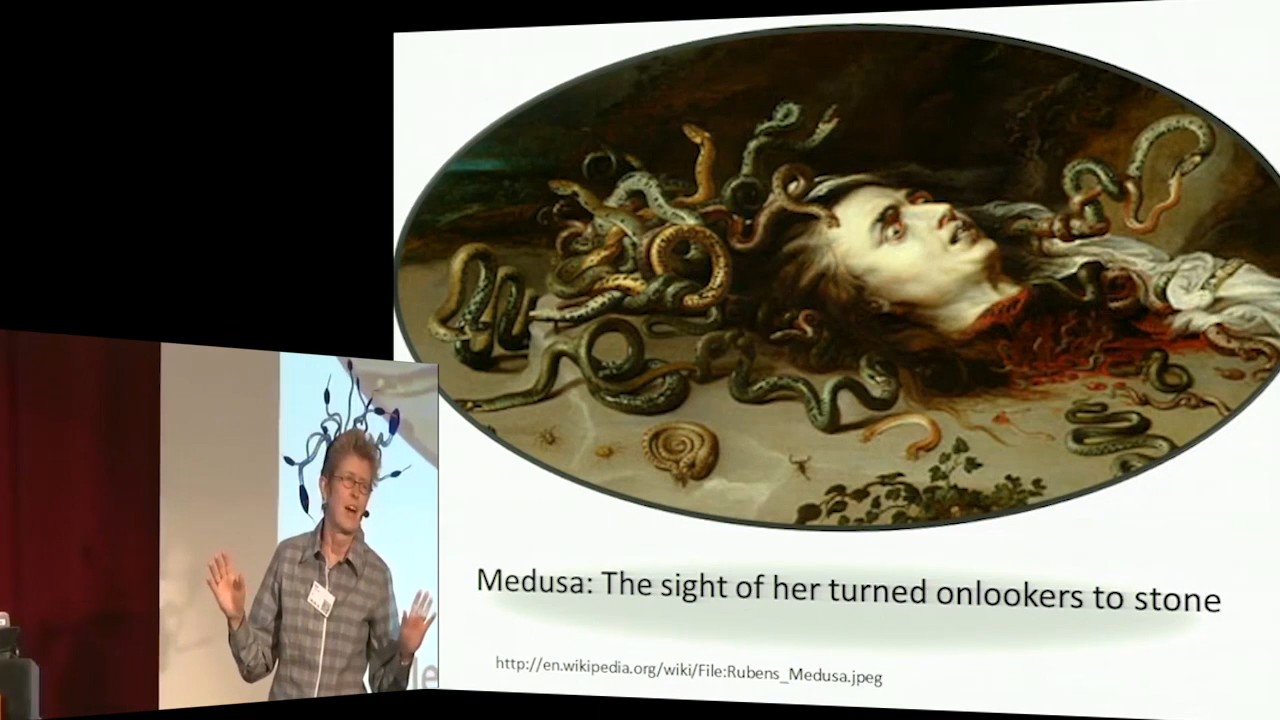 Medusa: The sight of her turned onlookers to stone
http://en.wikipedia.org/wiki/File:Rubens_Medusa.jpeg